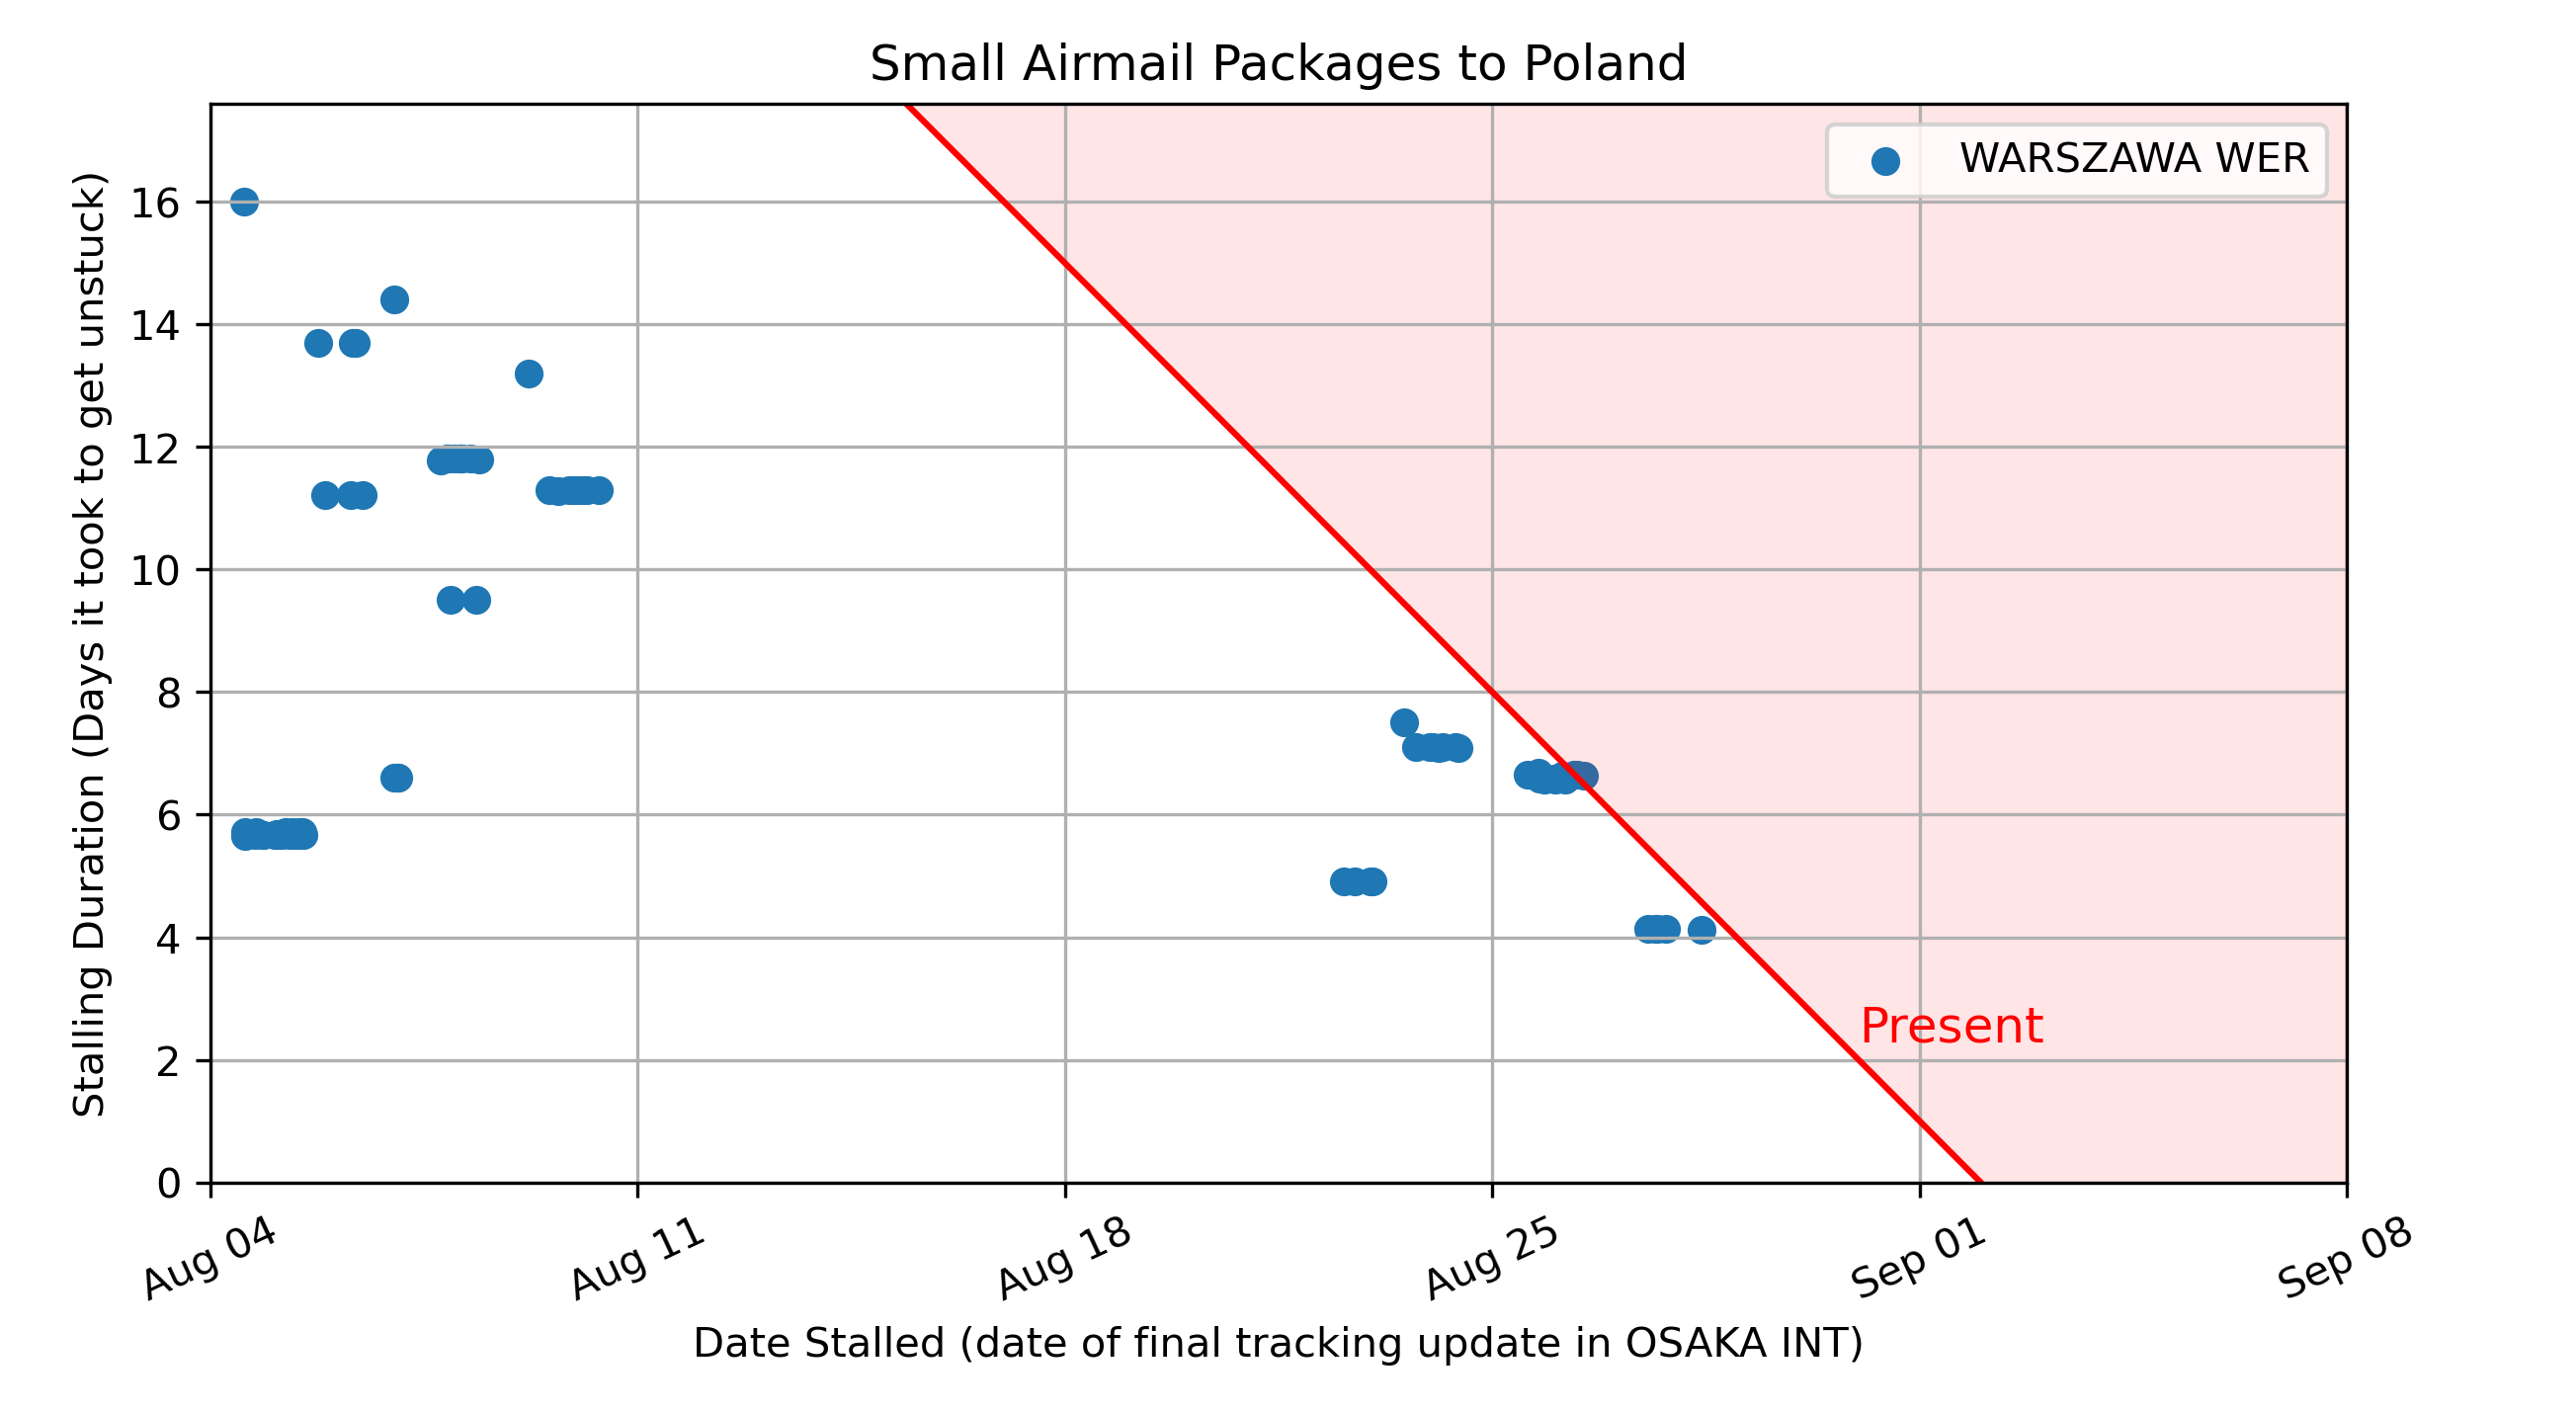 Small Airmail Packages to Poland
WARSZAWA WER
Stalling Duration (Days it took to get unstuck)
16
14
12
10
8
6
4
2
0
Present
Aug 04
Aug 11
Aug 18
Aug 25
Sep 01
Sep 08
Date Stalled (date of final tracking update in OSAKA INT)